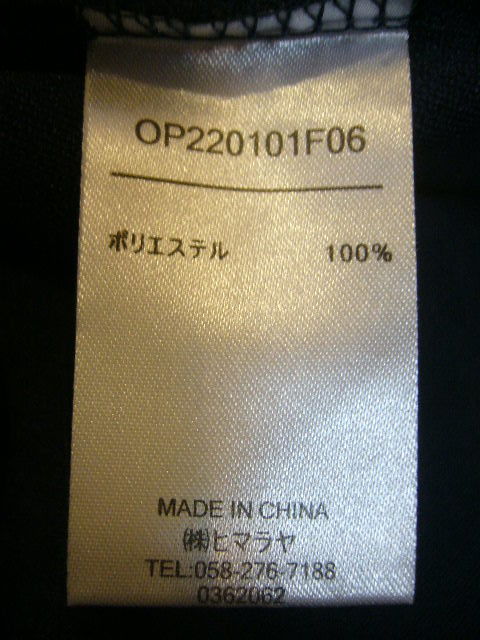 OP220101F06
ポリエステル 100%
MADE IN CHINA
㈱ヒマラヤ
TEL:058-276-7188
0362062